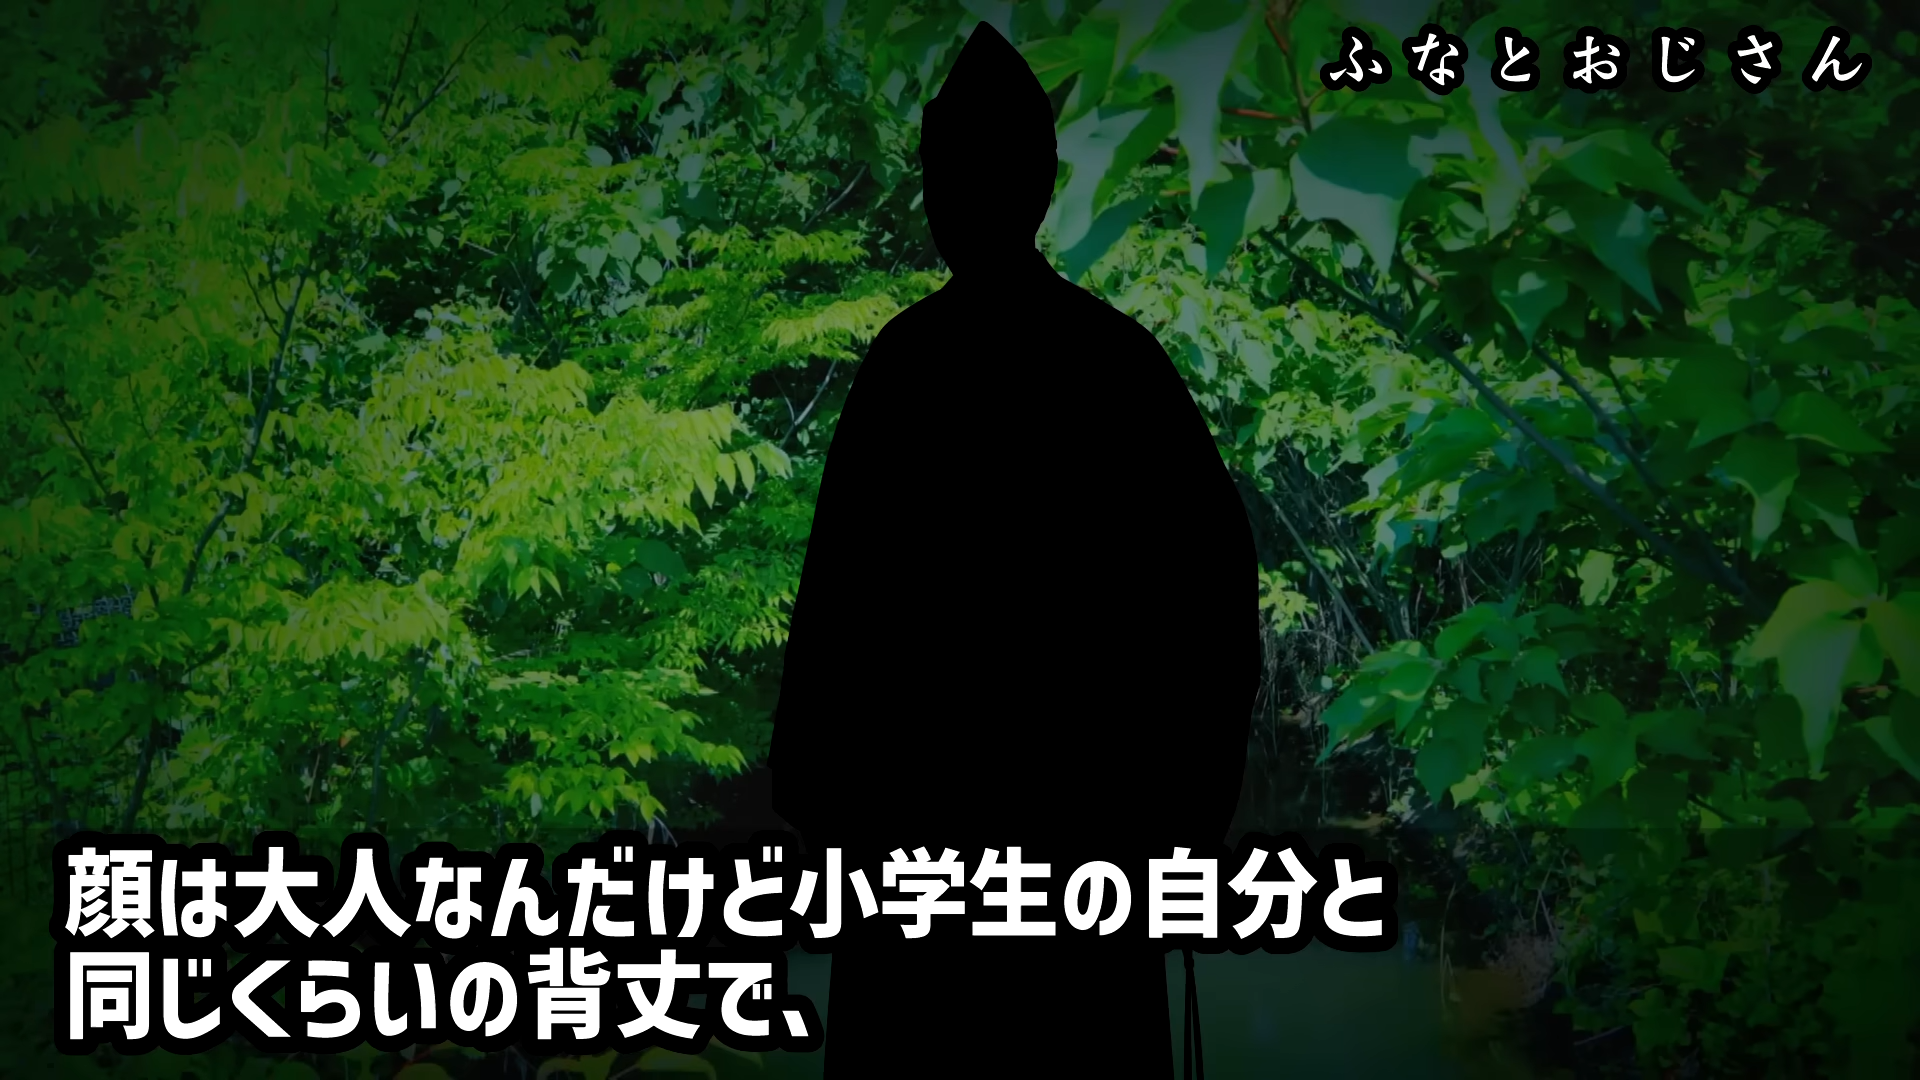 ふなとおじさん
顔は大人なんだけど小学生の自分と
同じくらいの背丈で、